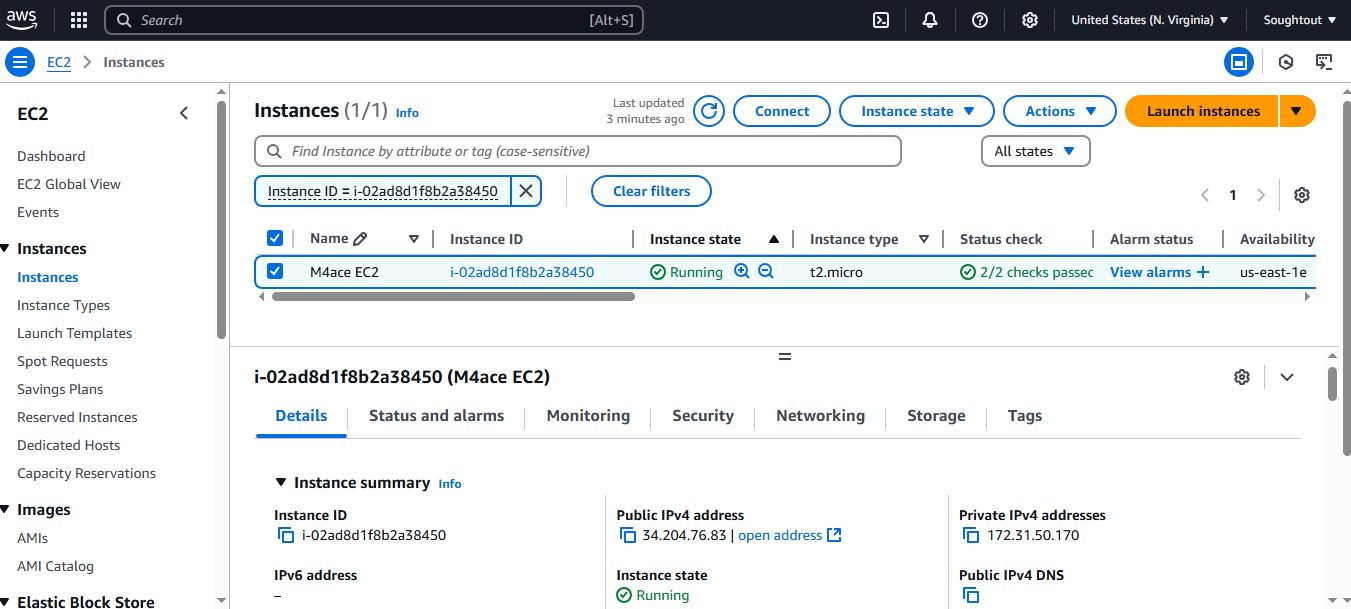 aws Search [Alt+S] United States (N. Virginia) Soughtout
EC2 Instances
EC2
Dashboard
EC2 Global View
Events
Instances
Instances
Instance Types
Launch Templates
Spot Requests
Savings Plans
Reserved Instances
Dedicated Hosts
Capacity Reservations
Images
AMIs
AMI Catalog
Elastic Block Store
Instances (1/1) Info
Last updated
3 minutes ago
Connect Instance state Actions Launch instances
Find Instance by attribute or tag (case-sensitive) All states
Instance ID = i-02ad8d1f8b2a38450 Clear filters 1
Name Instance ID Instance state Instance type Status check Alarm status Availability
M4ace EC2 i-02ad8d1f8b2a38450 Running t2.micro 2/2 checks passec View alarms + us-east-1e
i-02ad8d1f8b2a38450 (M4ace EC2)
Details Status and alarms Monitoring Security Networking Storage Tags
Instance summary Info
Instance ID
i-02ad8d1f8b2a38450
Public IPv4 address
34.204.76.83 | open address
Private IPv4 addresses
172.31.50.170
IPv6 address
–
Instance state
Running
Public IPv4 DNS